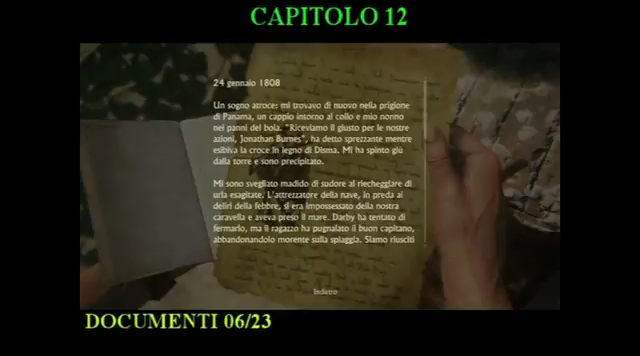 CAPITOLO 12
24 gennaio 1808
Un sogno atroce: mi trovavo di nuovo nella prigione
di Panama, un cappio intorno al collo e mio nonno
nei panni del boia. "Riceviamo il giusto per le nostre
azioni, Jonathan Burnes", ha detto sprezzante mentre
esibiva la croce in legno di Disma. Mi ha spinto giù
dalla torre e sono precipitato.
Mi sono svegliato madido di sudore al riecheggiare di
urla esagitate. L'attrezzatore della nave, in preda ai
deliri della febbre, si era impossessato della nostra
caravella e aveva preso il mare. Darby ha tentato di
fermarlo, ma il ragazzo ha pugnalato il buon capitano,
abbandonandolo morente sulla spiaggia. Siamo riusciti
Indietro
DOCUMENTI 06/23